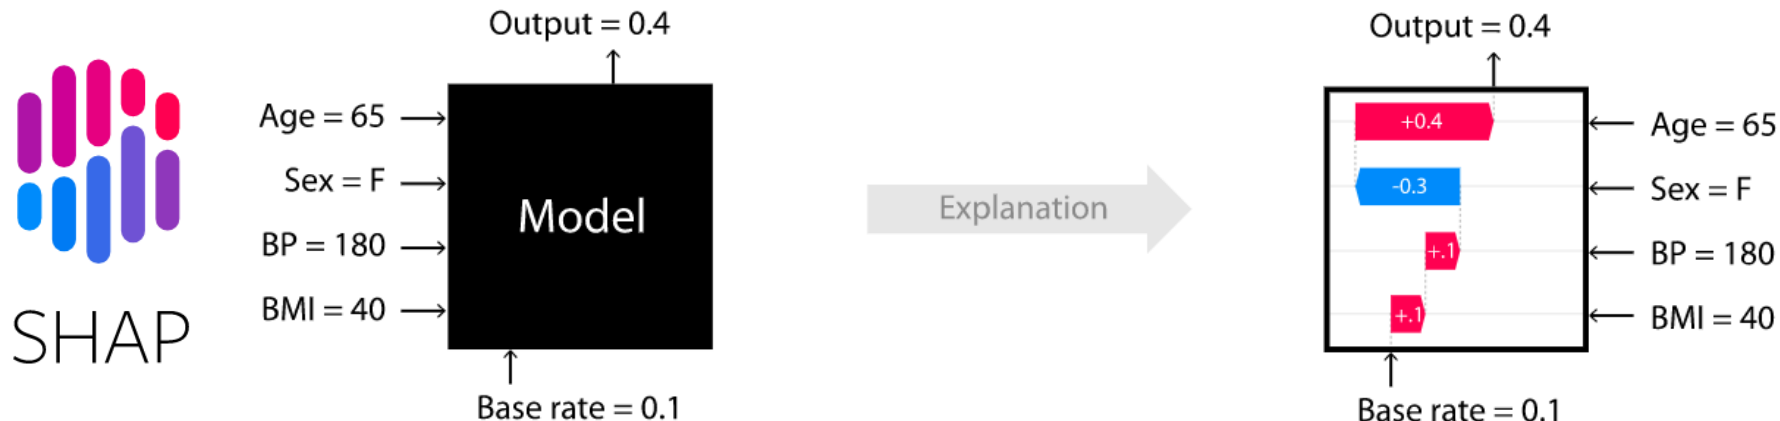 SHAP
Output = 0.4
Age = 65
Sex = F
BP = 180
BMI = 40
Model
Base rate = 0.1
Explanation
Output = 0.4
+0.4
Age = 65
-0.3
Sex = F
+.1
BP = 180
+.1
BMI = 40
Base rate = 0.1